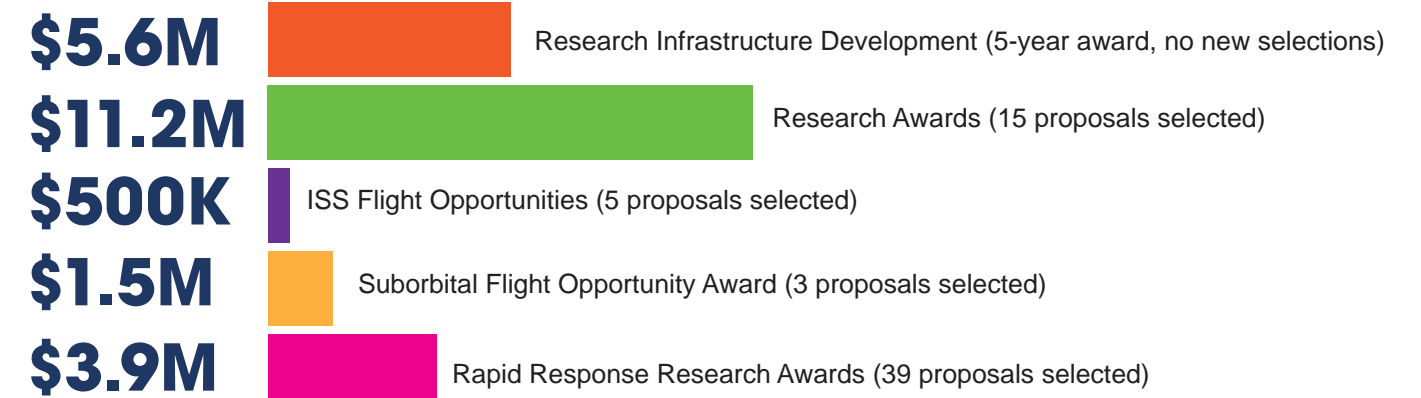 $5.6M Research Infrastructure Development (5-year award, no new selections)
$11.2M Research Awards (15 proposals selected)
$500K ISS Flight Opportunities (5 proposals selected)
$1.5M Suborbital Flight Opportunity Award (3 proposals selected)
$3.9M Rapid Response Research Awards (39 proposals selected)